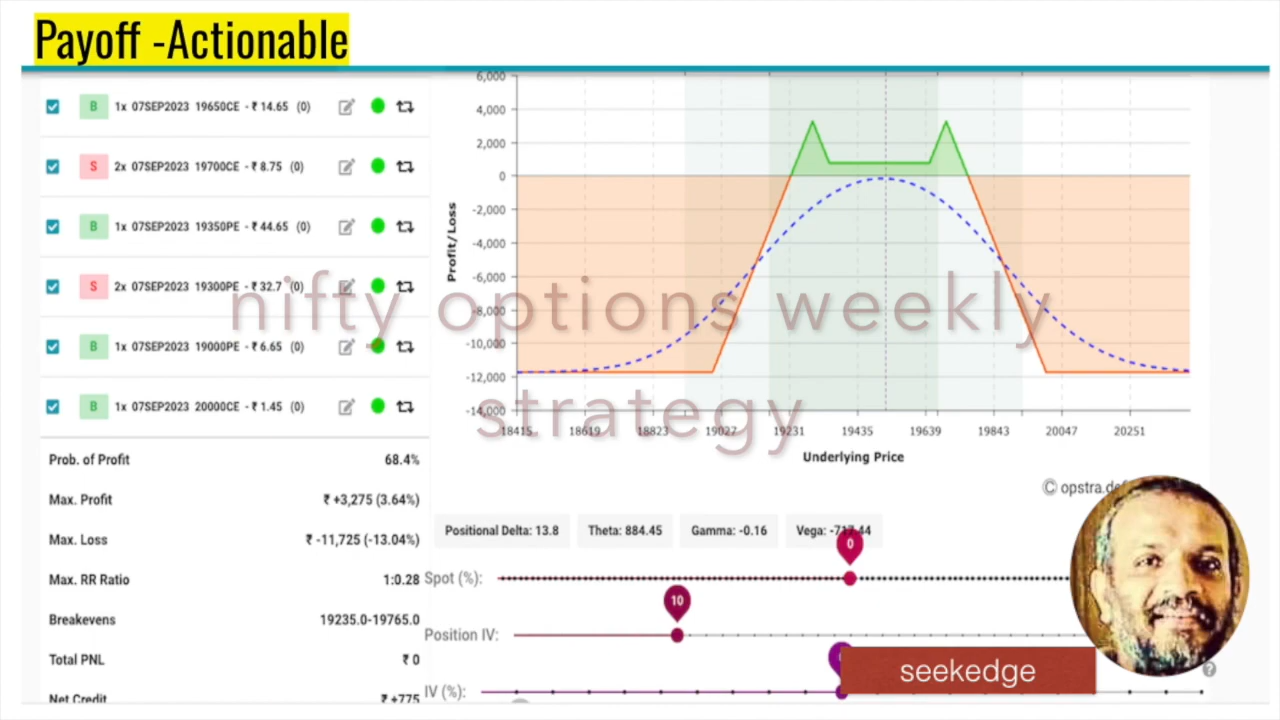 Payoff -Actionable
B 1x 07SEP2023 19650CE - ₹ 14.65 (0)
S 2x 07SEP2023 19700CE - ₹ 8.75 (0)
B 1x 07SEP2023 19350PE - ₹ 44.65 (0)
S 2x 07SEP2023 19300PE - ₹ 32.7 (0)
B 1x 07SEP2023 19000PE - ₹ 6.65 (0)
B 1x 07SEP2023 20000CE - ₹ 1.45 (0)
Prob. of Profit 68.4%
Max. Profit ₹ +3,275 (3.64%)
Max. Loss ₹ -11,725 (-13.04%)
Max. RR Ratio 1:0.28
Breakevens 19235.0-19765.0
Total PNL ₹ 0
Net Credit ₹ +775
6,000
4,000
2,000
0
-2,000
-4,000
-6,000
-8,000
-10,000
-12,000
-14,000
Profit/Loss
18415 18619 18823 19027 19231 19435 19639 19843 20047 20251
Underlying Price
nifty options weekly
strategy
© opstra.de
Positional Delta: 13.8 Theta: 884.45 Gamma: -0.16 Vega: -717.44
0
Spot (%):
10
Position IV:
IV (%):
seekedge
?